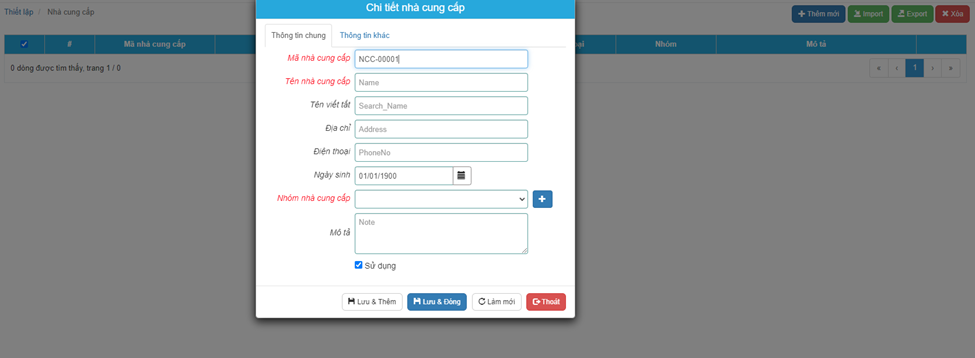 Chi tiết nhà cung cấp
Thiết lập / Nhà cung cấp
Thêm mới Import Export Xóa
Thông tin chung Thông tin khác
# Mã nhà cung cấp Nhóm Mô tả
Mã nhà cung cấp NCC-00001
0 dòng được tìm thấy, trang 1 / 0 « ‹ 1 › »
Tên nhà cung cấp Name
Tên viết tắt Search_Name
Địa chỉ Address
Điện thoại PhoneNo
Ngày sinh 01/01/1900
Nhóm nhà cung cấp
Mô tả Note
Sử dụng
Lưu & Thêm Lưu & Đóng Làm mới Thoát